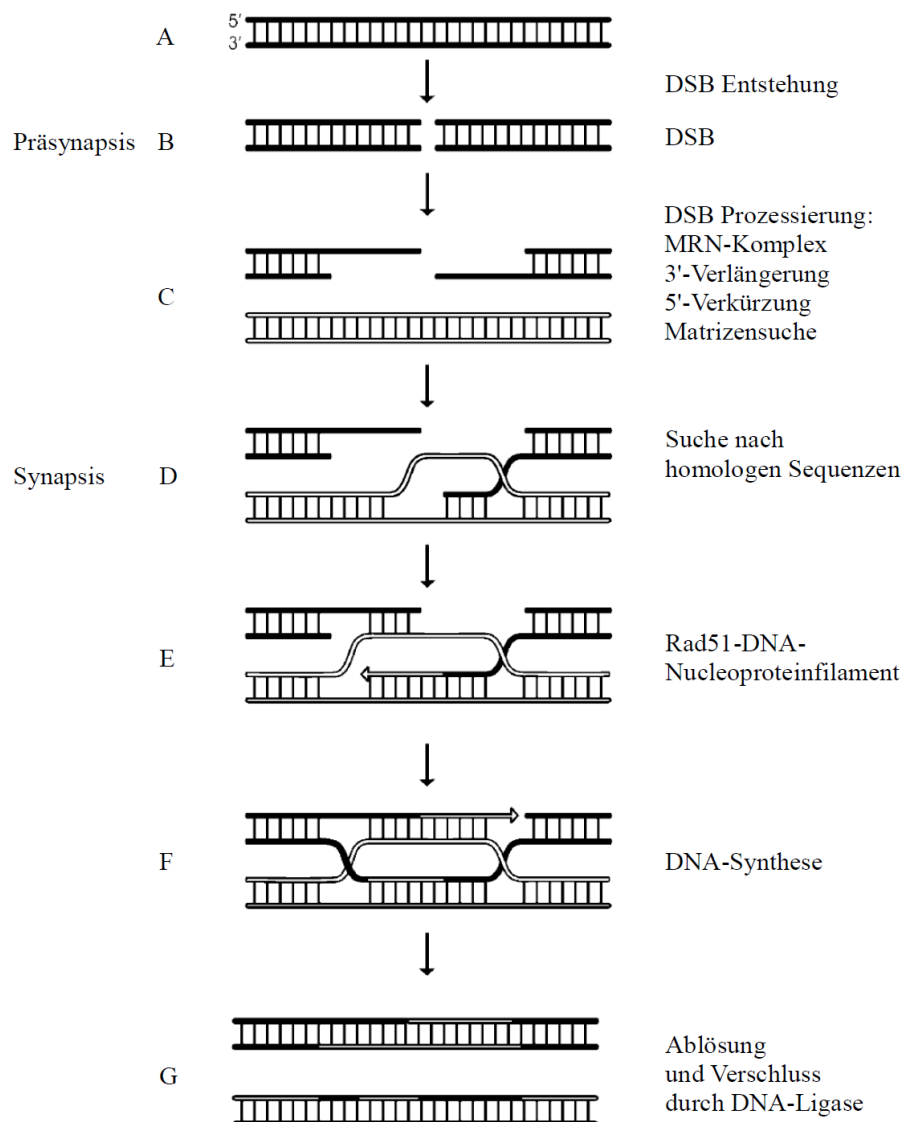 5'
A
3'
DSB Entstehung
Präsynapsis B DSB
DSB Prozessierung:
MRN-Komplex
3'-Verlängerung
C 5'-Verkürzung
Matrizensuche
Suche nach
Synapsis D homologen Sequenzen
Rad51-DNA-
E Nucleoproteinfilament
F DNA-Synthese
Ablösung
G und Verschluss
durch DNA-Ligase